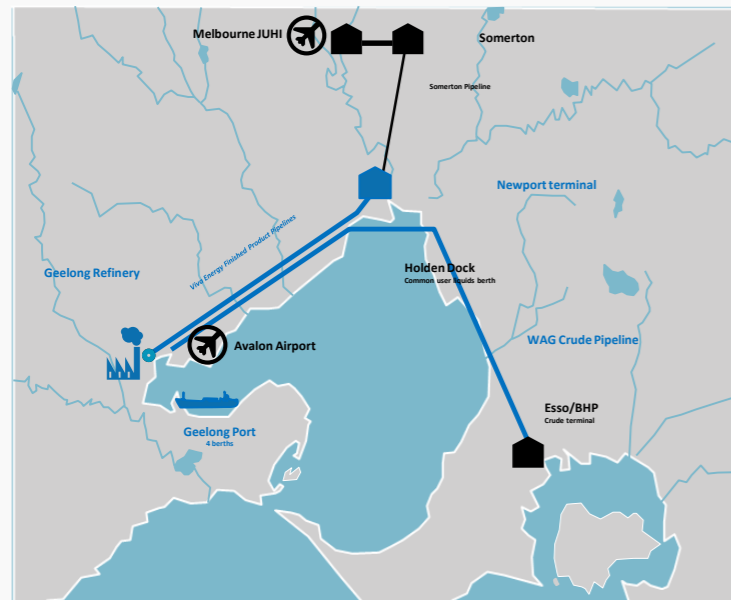 Melbourne JUHI
Somerton
Somerton Pipeline
Newport terminal
Viva Energy Finished Product Pipelines
Geelong Refinery
Holden Dock
Common user liquids berth
Avalon Airport
WAG Crude Pipeline
Esso/BHP
Crude terminal
Geelong Port
4 berths